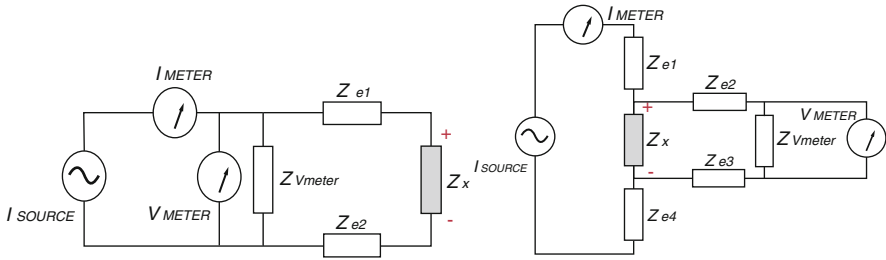 I METER
Z e1
+
I SOURCE
V METER
Z Vmeter
Z x
-
Z e2
I METER
Z e1
Z e2
+
V METER
I SOURCE
Z x
Z Vmeter
-
Z e3
Z e4